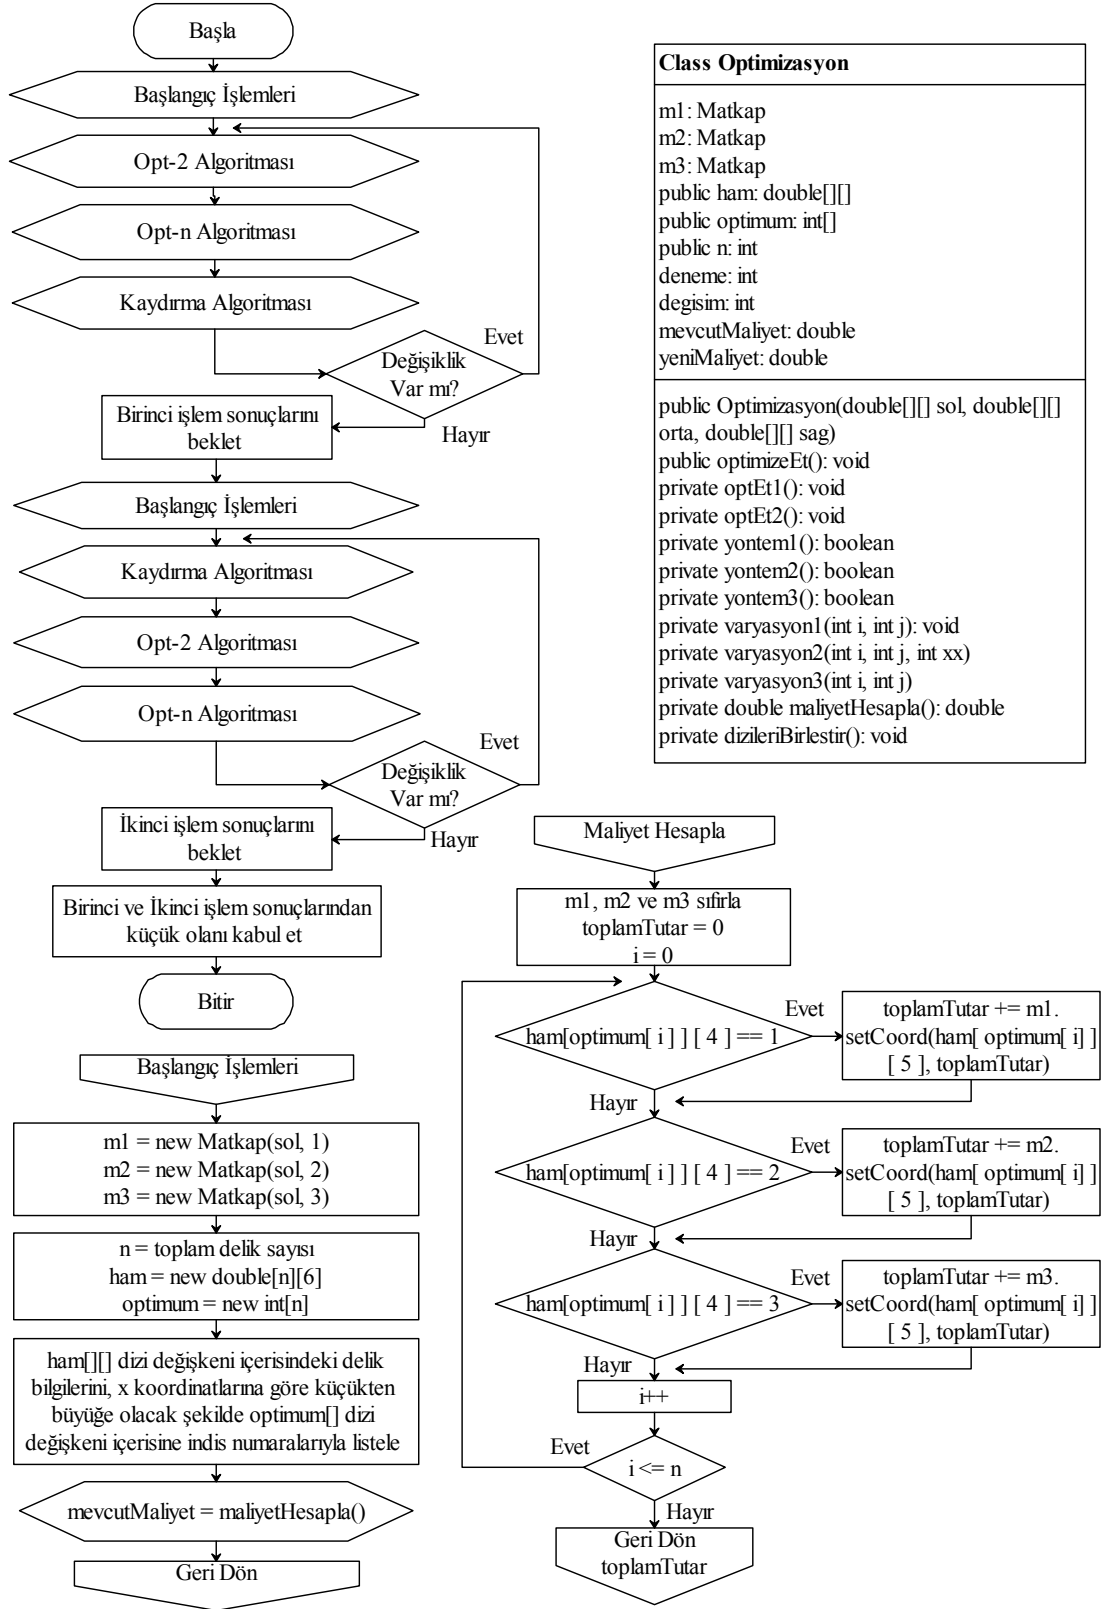 Başla
Başlangıç İşlemleri
Opt-2 Algoritması
Opt-n Algoritması
Kaydırma Algoritması
Evet
Değişiklik
Var mı?
Hayır
Birinci işlem sonuçlarını
beklet
Başlangıç İşlemleri
Kaydırma Algoritması
Opt-2 Algoritması
Opt-n Algoritması
Evet
Değişiklik
Var mı?
Hayır
İkinci işlem sonuçlarını
beklet
Birinci ve İkinci işlem sonuçlarından
küçük olanı kabul et
Bitir
Başlangıç İşlemleri
m1 = new Matkap(sol, 1)
m2 = new Matkap(sol, 2)
m3 = new Matkap(sol, 3)
n = toplam delik sayısı
ham = new double[n][6]
optimum = new int[n]
ham[][] dizi değişkeni içerisindeki delik
bilgilerini, x koordinatlarına göre küçükten
büyüğe olacak şekilde optimum[] dizi
değişkeni içerisine indis numaralarıyla listele
mevcutMaliyet = maliyetHesapla()
Geri Dön
Class Optimizasyon
m1: Matkap
m2: Matkap
m3: Matkap
public ham: double[][]
public optimum: int[]
public n: int
deneme: int
degisim: int
mevcutMaliyet: double
yeniMaliyet: double
public Optimizasyon(double[][] sol, double[][]
orta, double[][] sag)
public optimizeEt(): void
private optEt1(): void
private optEt2(): void
private yontem1(): boolean
private yontem2(): boolean
private yontem3(): boolean
private varyasyon1(int i, int j): void
private varyasyon2(int i, int j, int xx)
private varyasyon3(int i, int j)
private double maliyetHesapla(): double
private dizileriBirlestir(): void
Maliyet Hesapla
m1, m2 ve m3 sıfırla
toplamTutar = 0
i = 0
ham[optimum[ i ] ] [ 4 ] == 1
Evet
toplamTutar += m1.
setCoord(ham[ optimum[ i] ]
[ 5 ], toplamTutar)
Hayır
ham[optimum[ i ] ] [ 4 ] == 2
Evet
toplamTutar += m2.
setCoord(ham[ optimum[ i] ]
[ 5 ], toplamTutar)
Hayır
ham[optimum[ i ] ] [ 4 ] == 3
Evet
toplamTutar += m3.
setCoord(ham[ optimum[ i] ]
[ 5 ], toplamTutar)
Hayır
i++
Evet
i <= n
Hayır
Geri Dön
toplamTutar